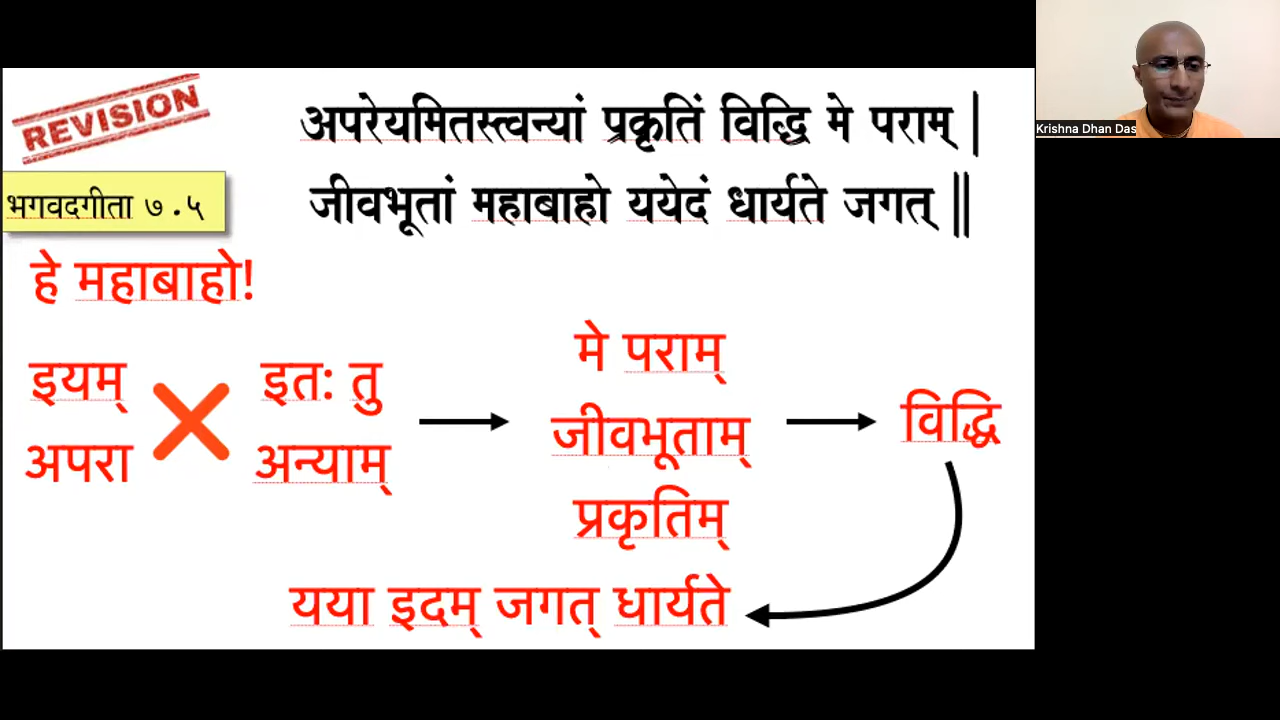 REVISION
अपरेयमितस्त्वन्यां प्रकृतिं विद्धि मे पराम् |
भगवदगीता ७.५
जीवभूतां महाबाहो ययेदं धार्यते जगत् ||
हे महाबाहो!
इयम्
अपरा
इत: तु
अन्याम्
मे पराम्
जीवभूताम्
प्रकृतिम्
विद्धि
यया इदम् जगत् धार्यते
Krishna Dhan Das